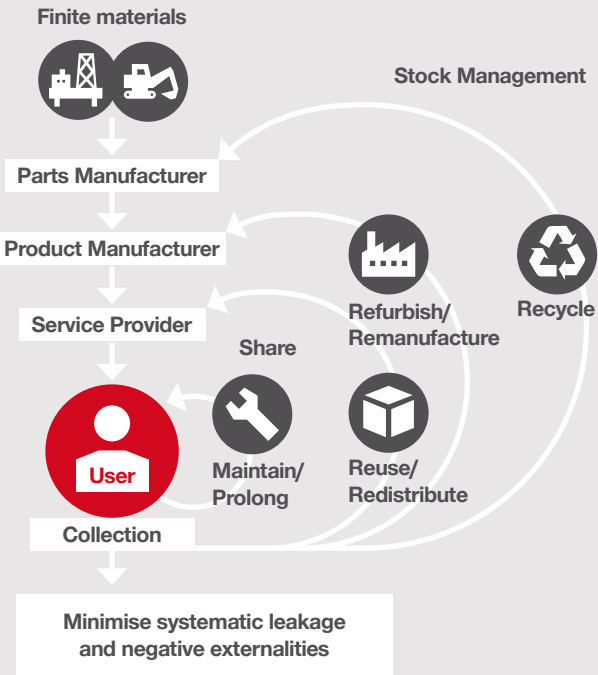 Finite materials
Stock Management
Parts Manufacturer
Product Manufacturer
Service Provider
Refurbish/
Remanufacture
Recycle
Share
User
Maintain/
Prolong
Reuse/
Redistribute
Collection
Minimise systematic leakage
and negative externalities